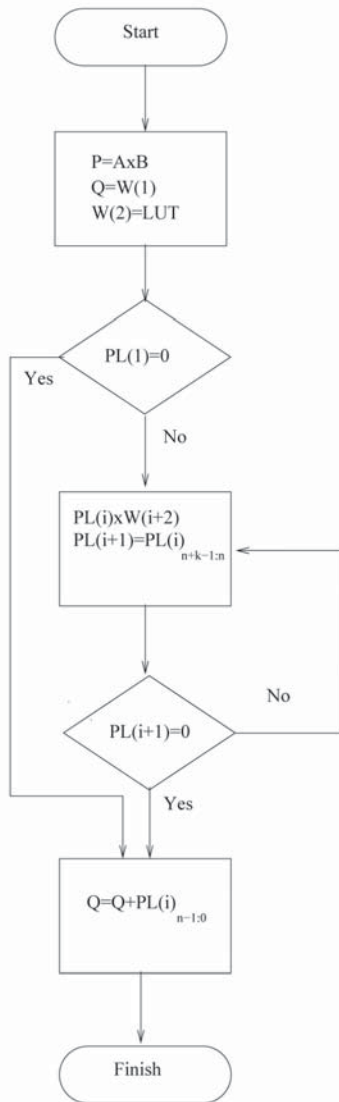 Start
P=AxB
Q=W(1)
W(2)=LUT
PL(1)=0
Yes
No
PL(i)xW(i+2)
PL(i+1)=PL(i)
n+k−1:n
No
PL(i+1)=0
Yes
Q=Q+PL(i)
n−1:0
Finish